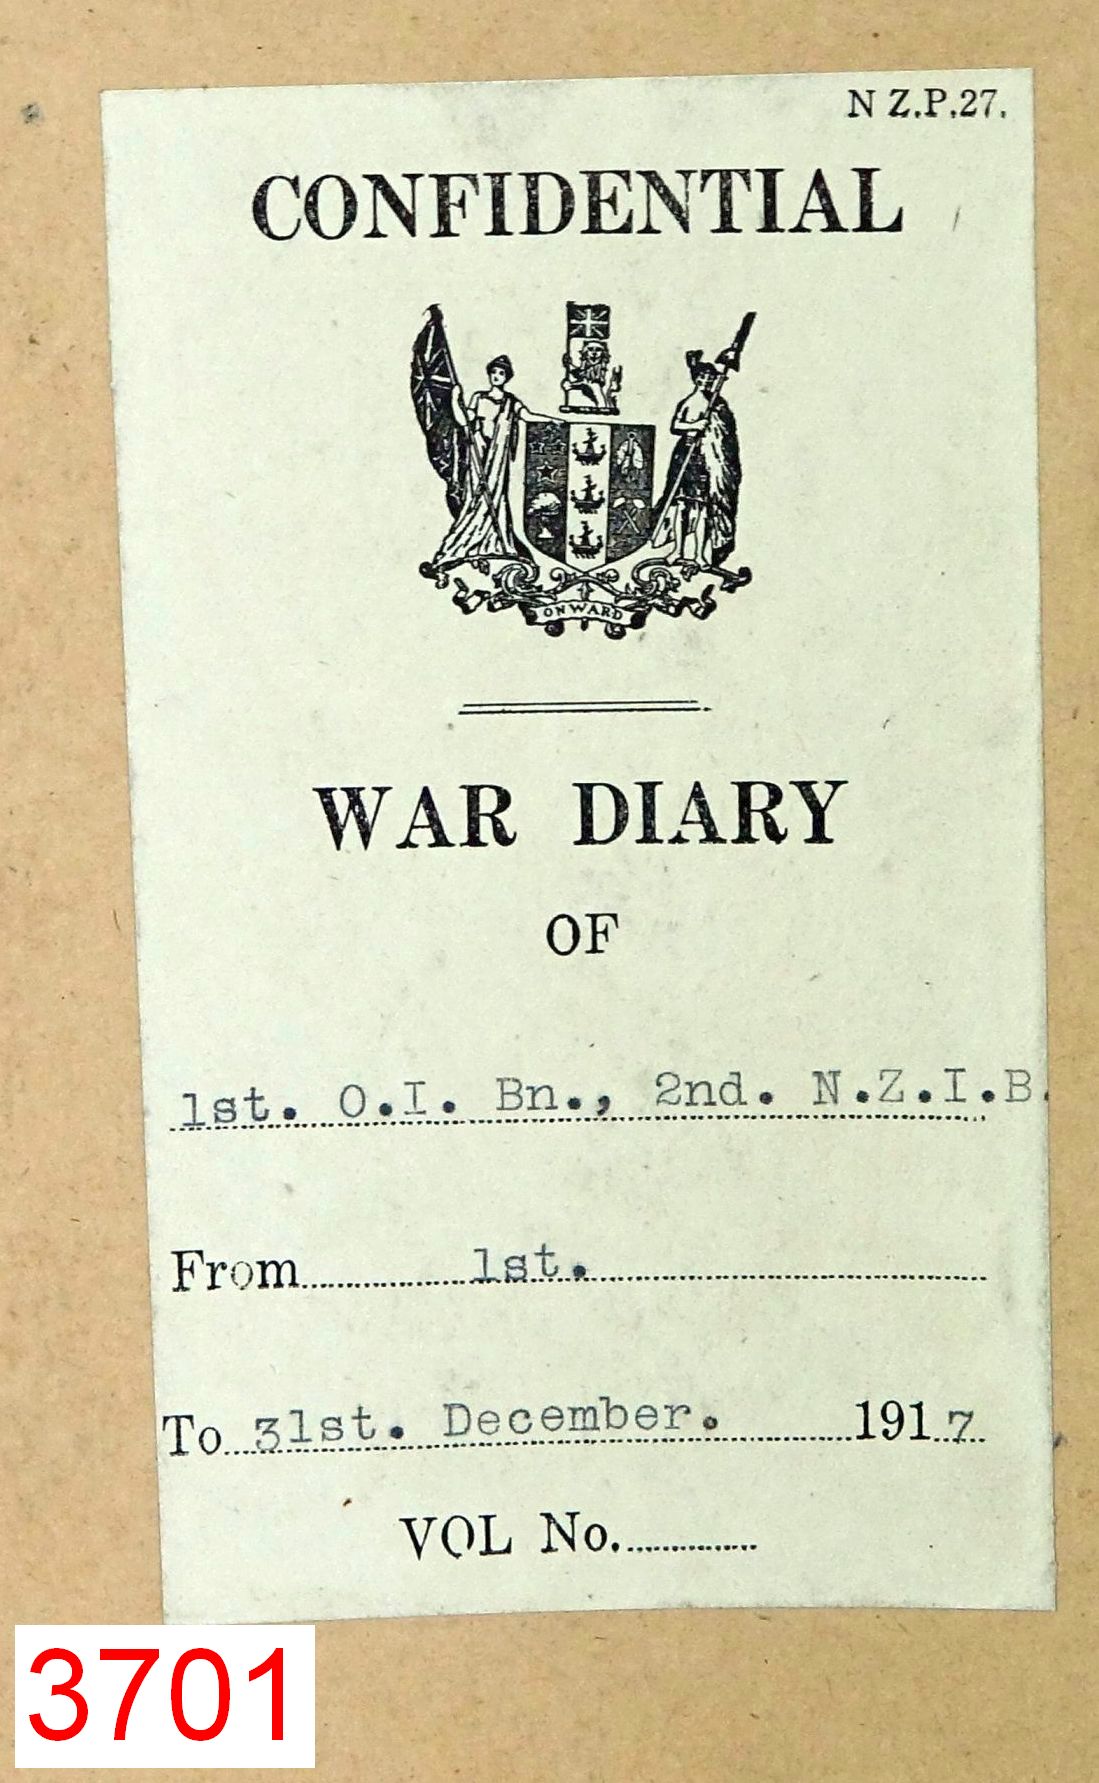 N Z.P.27.
CONFIDENTIAL
ONWARD
WAR DIARY
OF
1st. O.I. Bn., 2nd. N.Z.I.B.
From 1st.
To 31st. December. 1917
VOL No.
3701